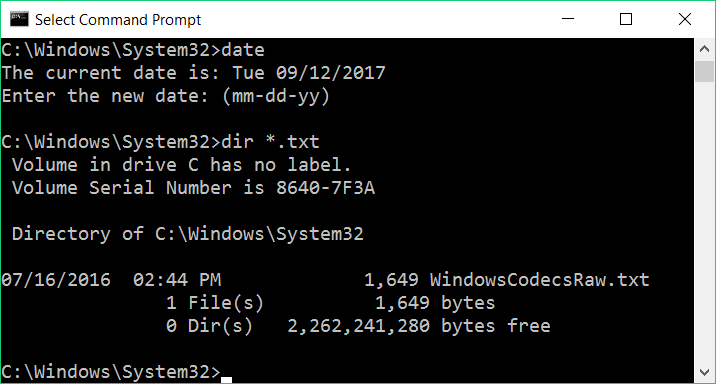 Select Command Prompt
C:\Windows\System32>date
The current date is: Tue 09/12/2017
Enter the new date: (mm-dd-yy)
C:\Windows\System32>dir *.txt
 Volume in drive C has no label.
 Volume Serial Number is 8640-7F3A
 Directory of C:\Windows\System32
07/16/2016  02:44 PM             1,649 WindowsCodecsRaw.txt
               1 File(s)          1,649 bytes
               0 Dir(s)   2,262,241,280 bytes free
C:\Windows\System32>